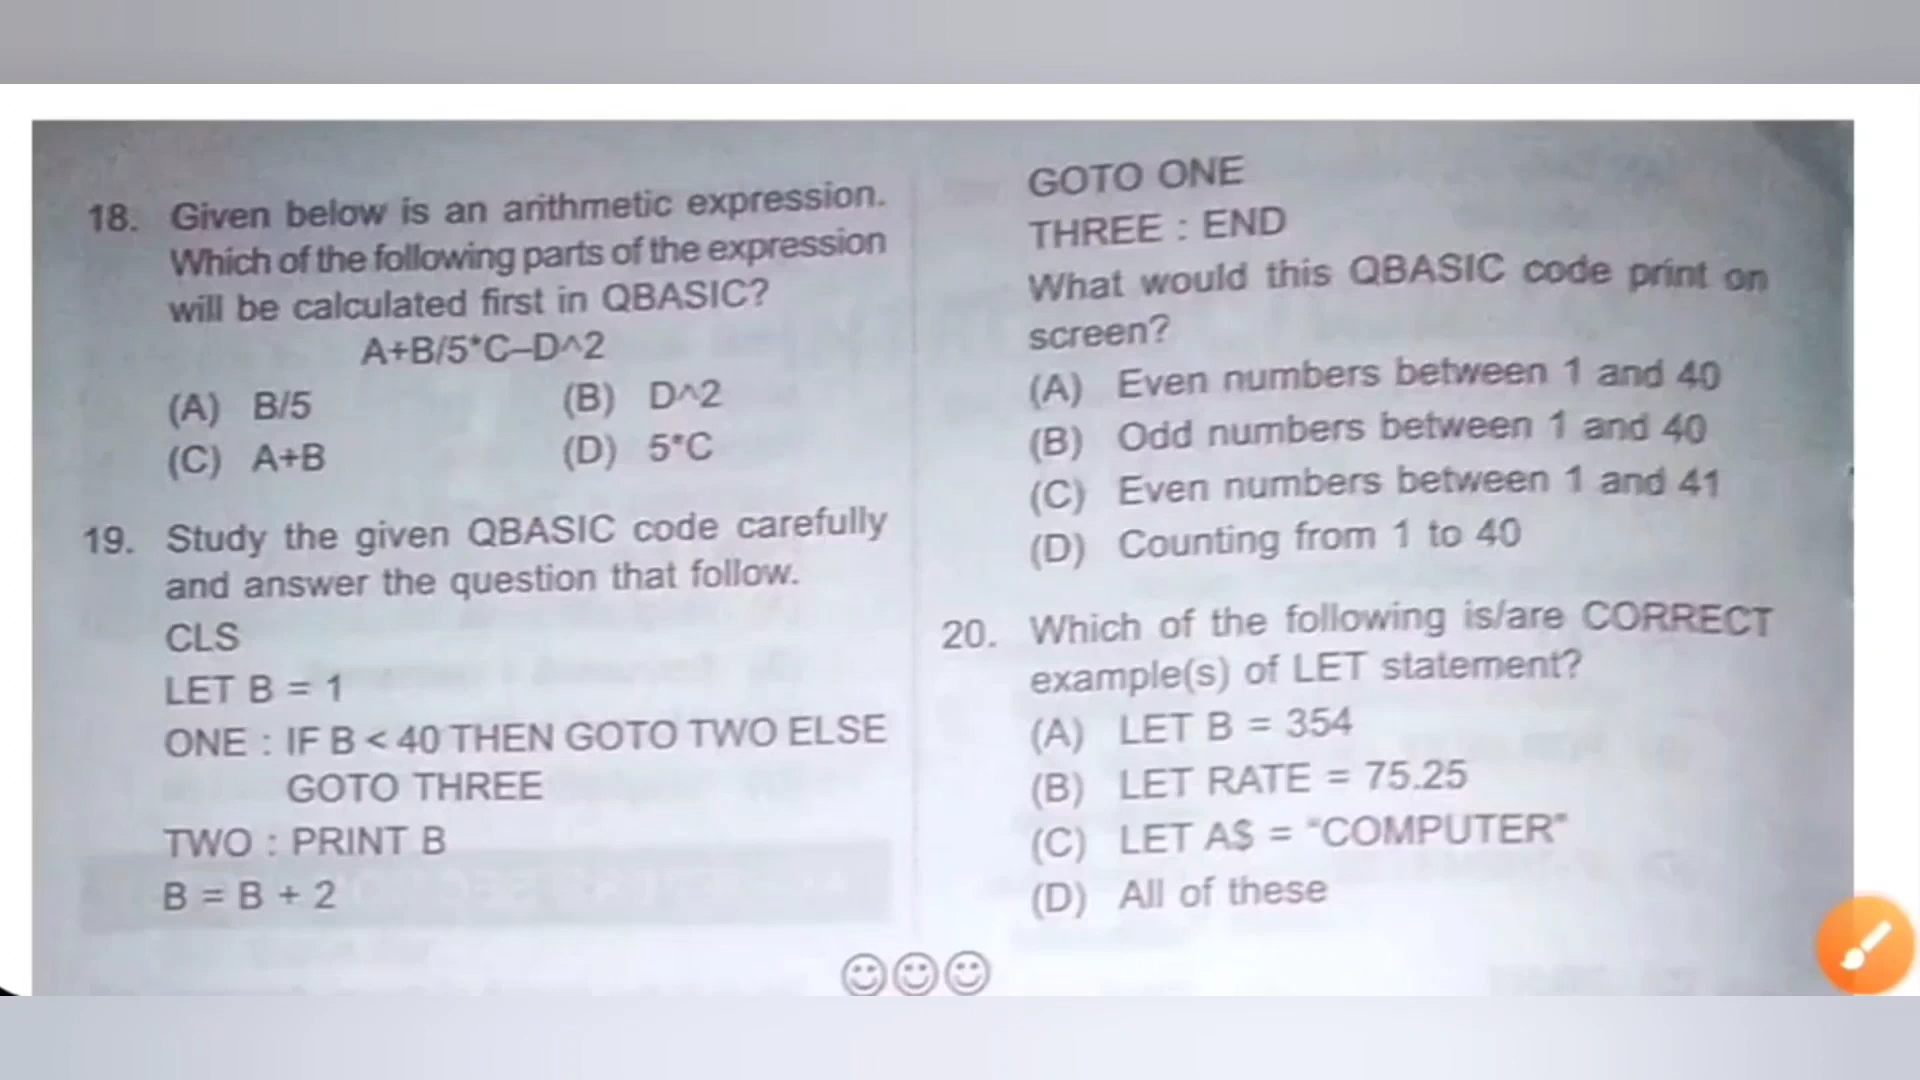 18. Given below is an arithmetic expression.
Which of the following parts of the expression
will be calculated first in QBASIC?
A+B/5*C–D^2
(A) B/5 (B) D^2
(C) A+B (D) 5*C
19. Study the given QBASIC code carefully
and answer the question that follow.
CLS
LET B = 1
ONE : IF B < 40 THEN GOTO TWO ELSE
GOTO THREE
TWO : PRINT B
B = B + 2
GOTO ONE
THREE : END
What would this QBASIC code print on
screen?
(A) Even numbers between 1 and 40
(B) Odd numbers between 1 and 40
(C) Even numbers between 1 and 41
(D) Counting from 1 to 40
20. Which of the following is/are CORRECT
example(s) of LET statement?
(A) LET B = 354
(B) LET RATE = 75.25
(C) LET A$ = "COMPUTER"
(D) All of these